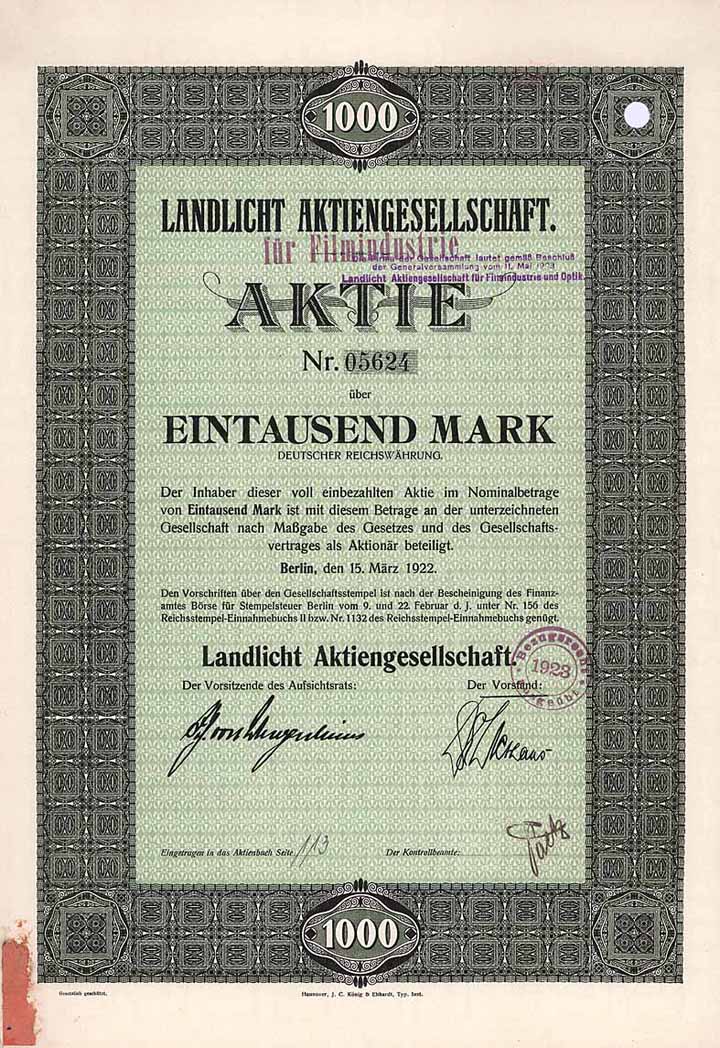 1000
LANDLICHT AKTIENGESELLSCHAFT.
für Filmindustrie
Die Firma der Gesellschaft lautet gemäß Beschluß
der Generalversammlung vom 11. Mai 1923
Landlicht Aktiengesellschaft für Filmindustrie und Optik.
AKTIE
Nr. 05624
über
EINTAUSEND MARK
DEUTSCHER REICHSWÄHRUNG.
Der Inhaber dieser voll einbezahlten Aktie im Nominalbetrage
von Eintausend Mark ist mit diesem Betrage an der unterzeichneten
Gesellschaft nach Maßgabe des Gesetzes und des Gesellschafts-
vertrages als Aktionär beteiligt.
Berlin, den 15. März 1922.
Den Vorschriften über den Gesellschaftsstempel ist nach der Bescheinigung des Finanz-
amtes Börse für Stempelsteuer Berlin vom 9. und 22. Februar d. J. unter Nr. 156 des
Reichsstempel-Einnahmebuchs II bzw. Nr. 1132 des Reichsstempel-Einnahmebuchs genügt.
Landlicht Aktiengesellschaft.
Bezugsrecht
1923
ausgeübt
Der Vorsitzende des Aufsichtsrats:
Der Vorstand:
Eingetragen in das Aktienbuch Seite 113
Der Kontrollbeamte:
1000
Gesetzlich geschützt.
Hannover, J. C. König & Ebhardt, Typ. best.